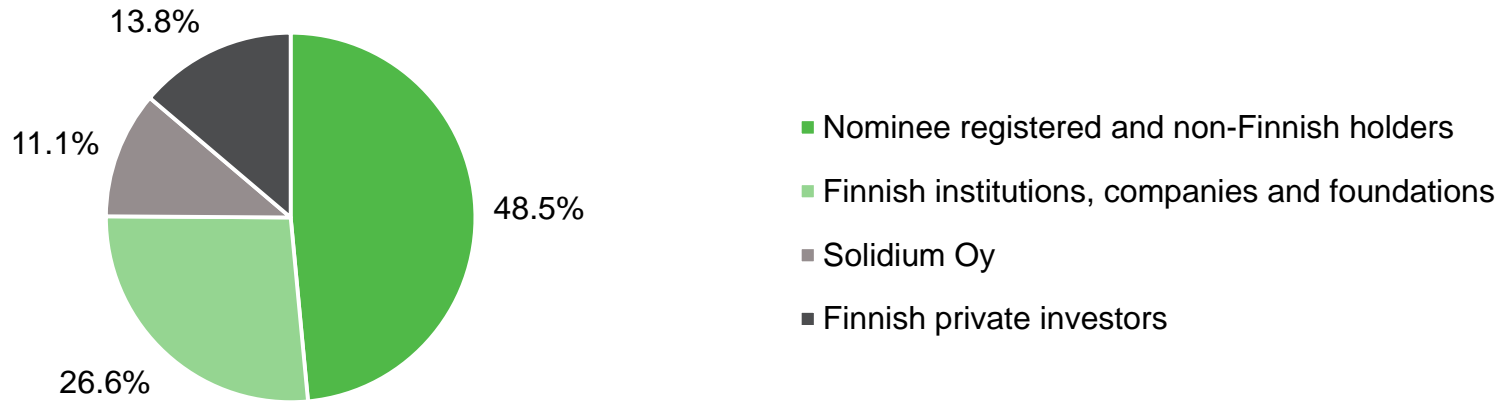 13.8%
11.1%
48.5%
26.6%
Nominee registered and non-Finnish holders
Finnish institutions, companies and foundations
Solidium Oy
Finnish private investors